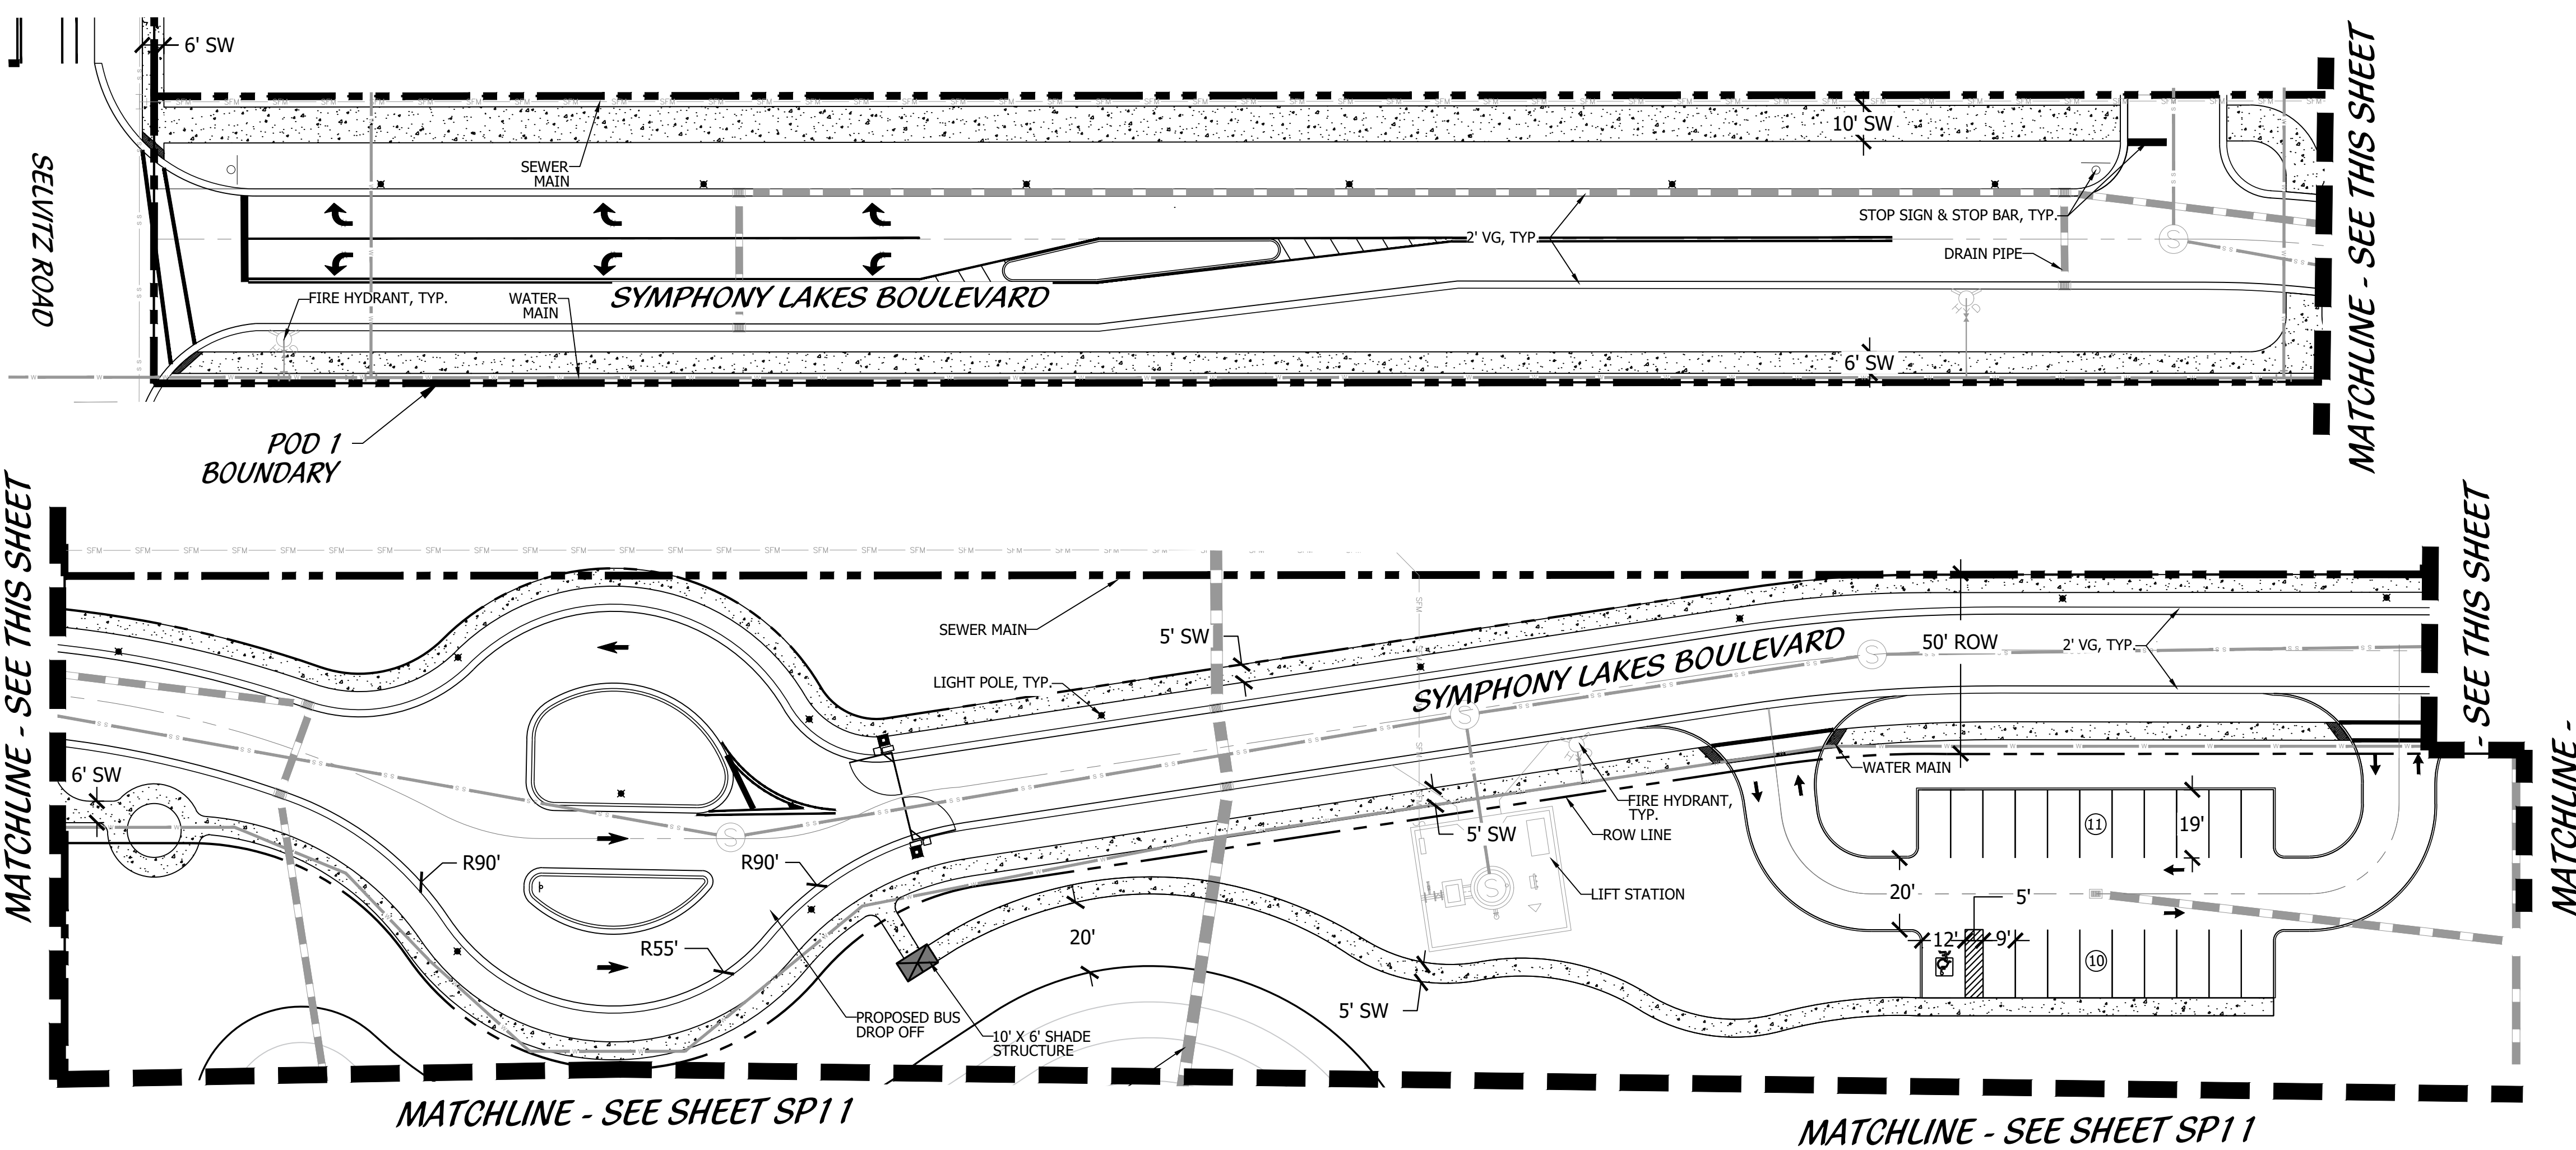 6' SW
SELVITZ ROAD
SEWER
MAIN
10' SW
STOP SIGN & STOP BAR, TYP.
2' VG, TYP.
DRAIN PIPE
FIRE HYDRANT, TYP.
WATER
MAIN
SYMPHONY LAKES BOULEVARD
6' SW
MATCHLINE - SEE THIS SHEET
POD 1
BOUNDARY
MATCHLINE - SEE THIS SHEET
SEWER MAIN
5' SW
LIGHT POLE, TYP.
SYMPHONY LAKES BOULEVARD
50' ROW
2' VG, TYP.
- SEE THIS SHEET
MATCHLINE -
6' SW
WATER MAIN
FIRE HYDRANT,
TYP.
ROW LINE
5' SW
11
19'
R90'
R90'
LIFT STATION
20'
5'
R55'
20'
12'
9'
10
5' SW
PROPOSED BUS
DROP OFF
10' X 6' SHADE
STRUCTURE
MATCHLINE - SEE SHEET SP11
MATCHLINE - SEE SHEET SP11